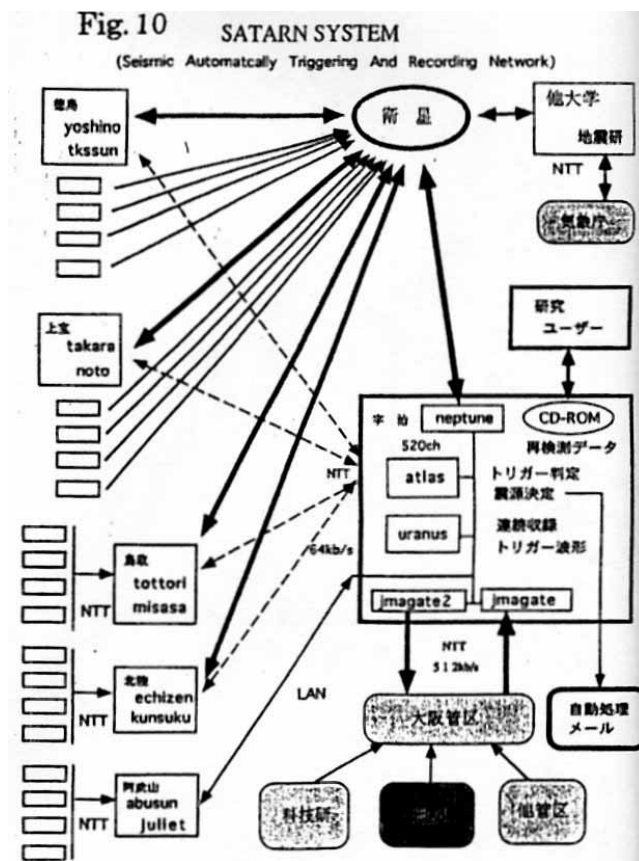 Fig. 10
SATARN SYSTEM
(Seismic Automatcally Triggering And Recording Network)
徳島
yoshino
tkssun
衛星
他大学
地震研
NTT
気象庁
上宝
takara
noto
研究
ユーザー
宇治
neptune
CD-ROM
520ch
再検測データ
NTT
atlas
トリガー判定
震源決定
uranus
連続収録
トリガー波形
64kb/s
鳥取
tottori
misasa
NTT
jmagate2
jmagate
NTT
512kb/s
北陸
echizen
kunsuku
NTT
LAN
大阪管区
自動処理
メール
阿武山
abusun
Jullet
NTT
科技研
他管区